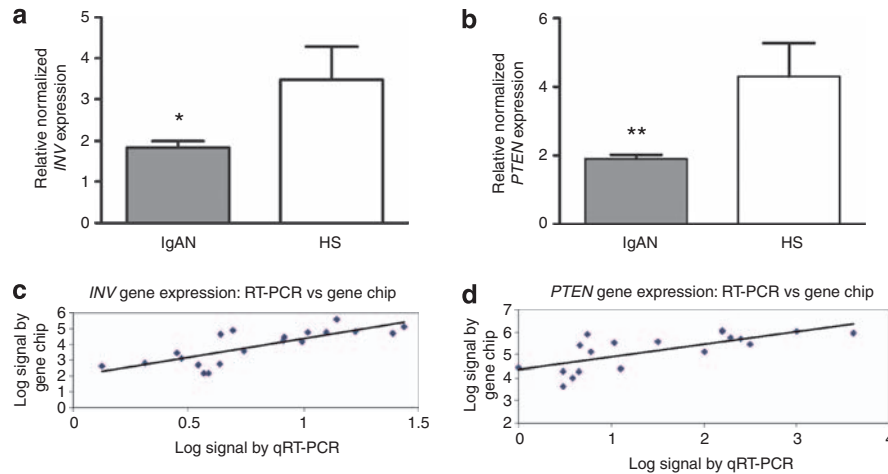 a
Relative normalized
INV expression
5
4
3
2
1
0
*
IgAN
HS
b
Relative normalized
PTEN expression
6
4
2
0
**
IgAN
HS
c
INV gene expression: RT-PCR vs gene chip
Log signal by
gene chip
6
5
4
3
2
1
0
0
0.5
1
1.5
Log signal by qRT-PCR
d
PTEN gene expression: RT-PCR vs gene chip
Log signal by
gene chip
7
6
5
4
3
2
0
1
2
3
4
Log signal by qRT-PCR